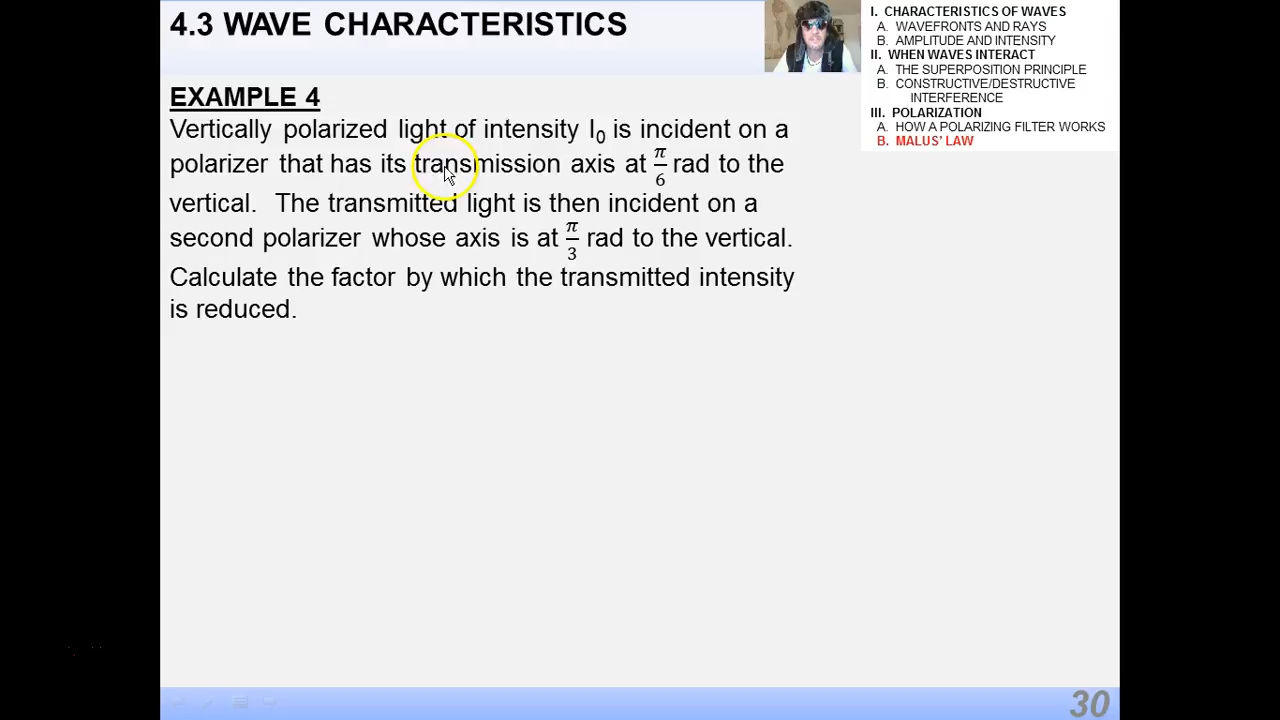 4.3 WAVE CHARACTERISTICS
I. CHARACTERISTICS OF WAVES
A. WAVEFRONTS AND RAYS
B. AMPLITUDE AND INTENSITY
II. WHEN WAVES INTERACT
A. THE SUPERPOSITION PRINCIPLE
B. CONSTRUCTIVE/DESTRUCTIVE
INTERFERENCE
III. POLARIZATION
A. HOW A POLARIZING FILTER WORKS
B. MALUS' LAW
EXAMPLE 4
Vertically polarized light of intensity I₀ is incident on a
polarizer that has its transmission axis at π/6 rad to the
vertical. The transmitted light is then incident on a
second polarizer whose axis is at π/3 rad to the vertical.
Calculate the factor by which the transmitted intensity
is reduced.
30